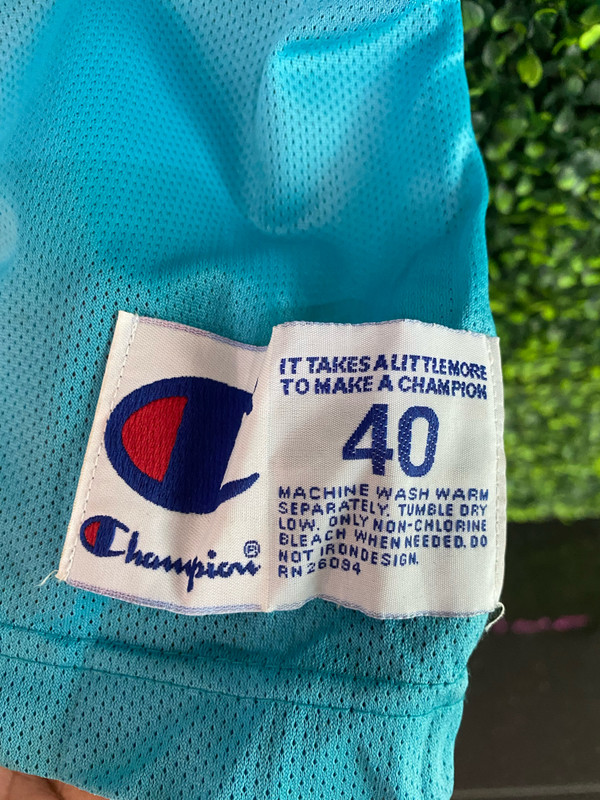 Champion®
IT TAKES A LITTLE MORE
TO MAKE A CHAMPION
40
MACHINE WASH WARM
SEPARATELY. TUMBLE DRY
LOW. ONLY NON-CHLORINE
BLEACH WHEN NEEDED. DO
NOT IRON DESIGN.
RN 26094